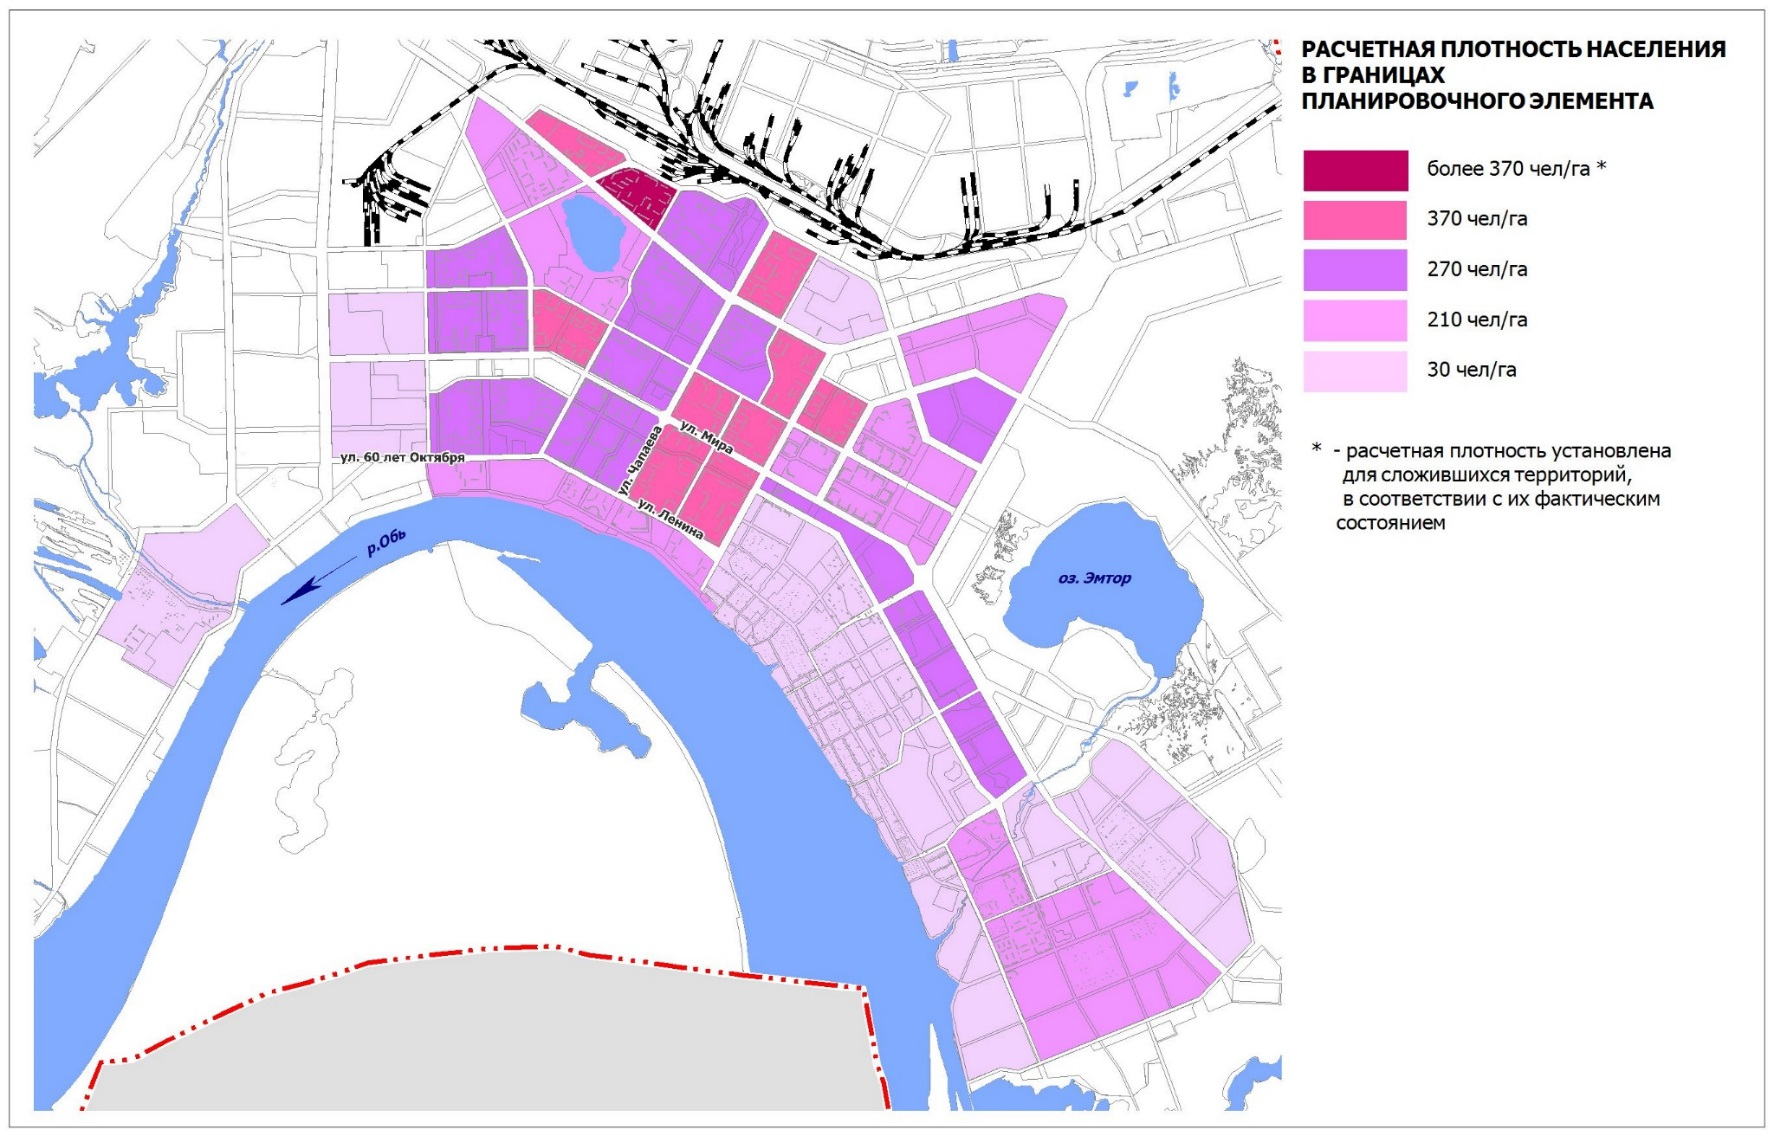 РАСЧЕТНАЯ ПЛОТНОСТЬ НАСЕЛЕНИЯ
В ГРАНИЦАХ
ПЛАНИРОВОЧНОГО ЭЛЕМЕНТА
более 370 чел/га *
370 чел/га
270 чел/га
210 чел/га
30 чел/га
* - расчетная плотность установлена
для сложившихся территорий,
в соответствии с их фактическим
состоянием
ул. Мира
ул. Чапаева
ул. 60 лет Октября
ул. Ленина
р.Обь
оз. Эмтор